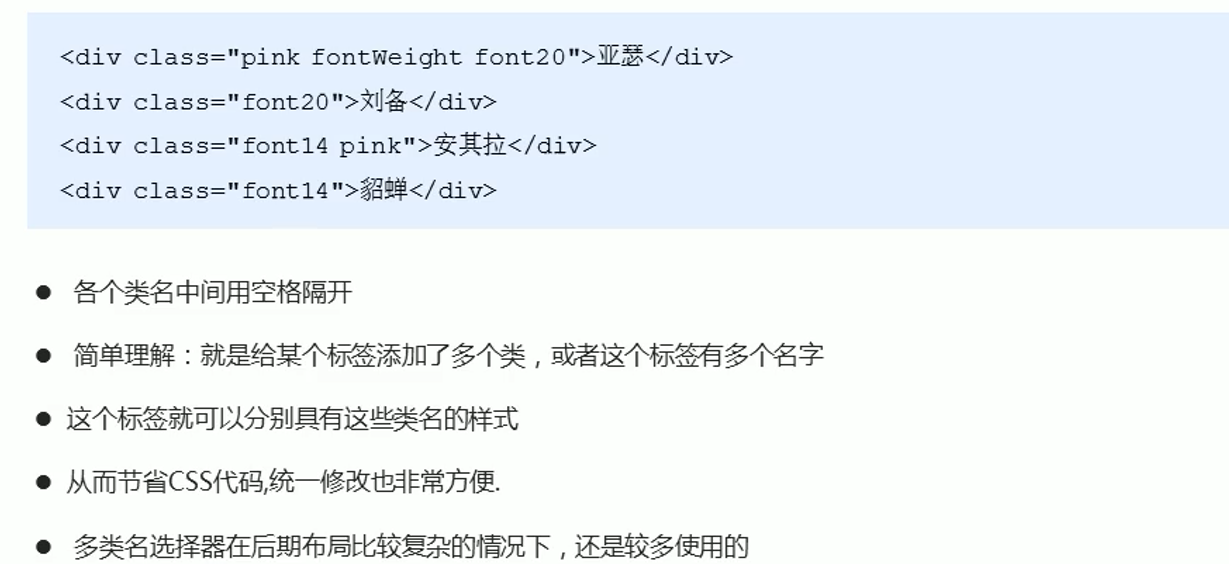 <div class="pink fontWeight font20">亚瑟</div>
<div class="font20">刘备</div>
<div class="font14 pink">安其拉</div>
<div class="font14">貂蝉</div>
● 各个类名中间用空格隔开
● 简单理解：就是给某个标签添加了多个类，或者这个标签有多个名字
● 这个标签就可以分别具有这些类名的样式
● 从而节省CSS代码,统一修改也非常方便.
● 多类名选择器在后期布局比较复杂的情况下，还是较多使用的